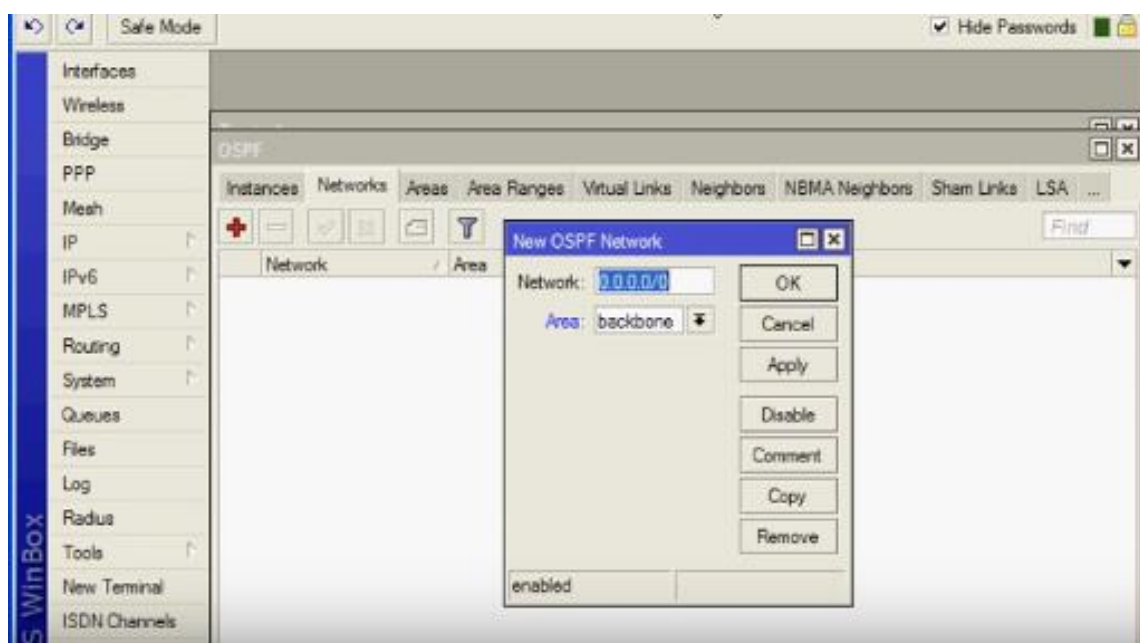 Safe Mode
Hide Passwords
Interfaces
Wireless
Bridge
PPP
Mesh
IP
IPv6
MPLS
Routing
System
Queues
Files
Log
Radius
Tools
New Terminal
ISDN Channels
S WinBox
OSPF
Instances Networks Areas Area Ranges Virtual Links Neighbors NBMA Neighbors Sham Links LSA ...
Find
Network Area
New OSPF Network
Network: 0.0.0.0/0
Area: backbone
OK
Cancel
Apply
Disable
Comment
Copy
Remove
enabled